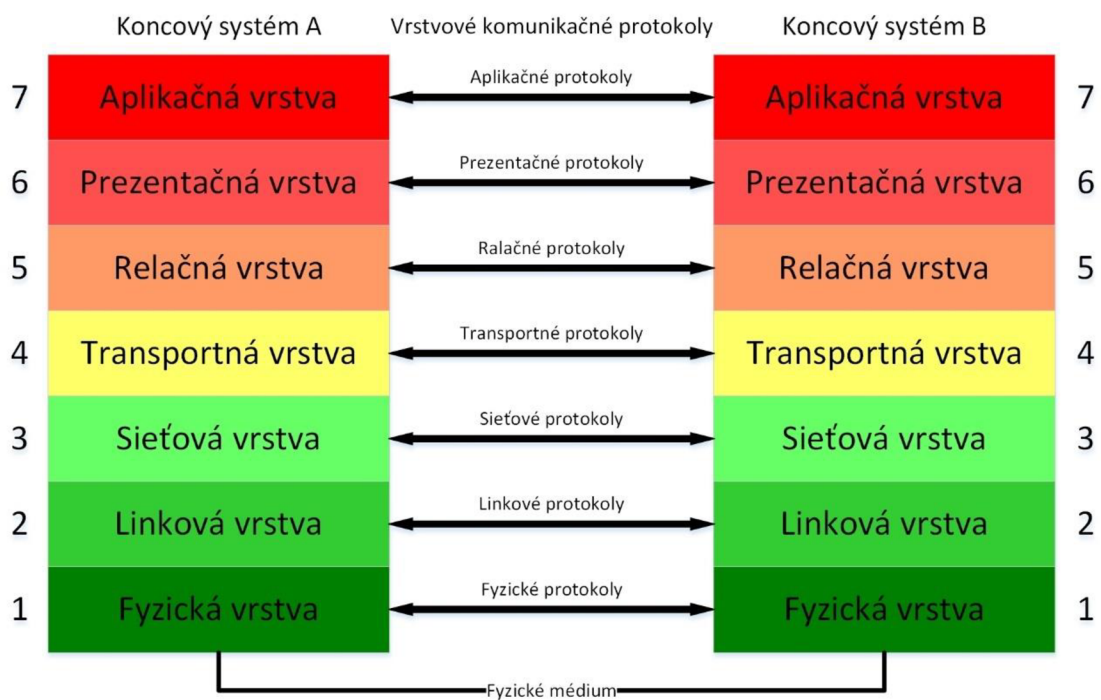 Koncový systém A Vrstvové komunikačné protokoly Koncový systém B
7 Aplikačná vrstva Aplikačné protokoly Aplikačná vrstva 7
6 Prezentačná vrstva Prezentačné protokoly Prezentačná vrstva 6
5 Relačná vrstva Ralačné protokoly Relačná vrstva 5
4 Transportná vrstva Transportné protokoly Transportná vrstva 4
3 Sieťová vrstva Sieťové protokoly Sieťová vrstva 3
2 Linková vrstva Linkové protokoly Linková vrstva 2
1 Fyzická vrstva Fyzické protokoly Fyzická vrstva 1
Fyzické médium